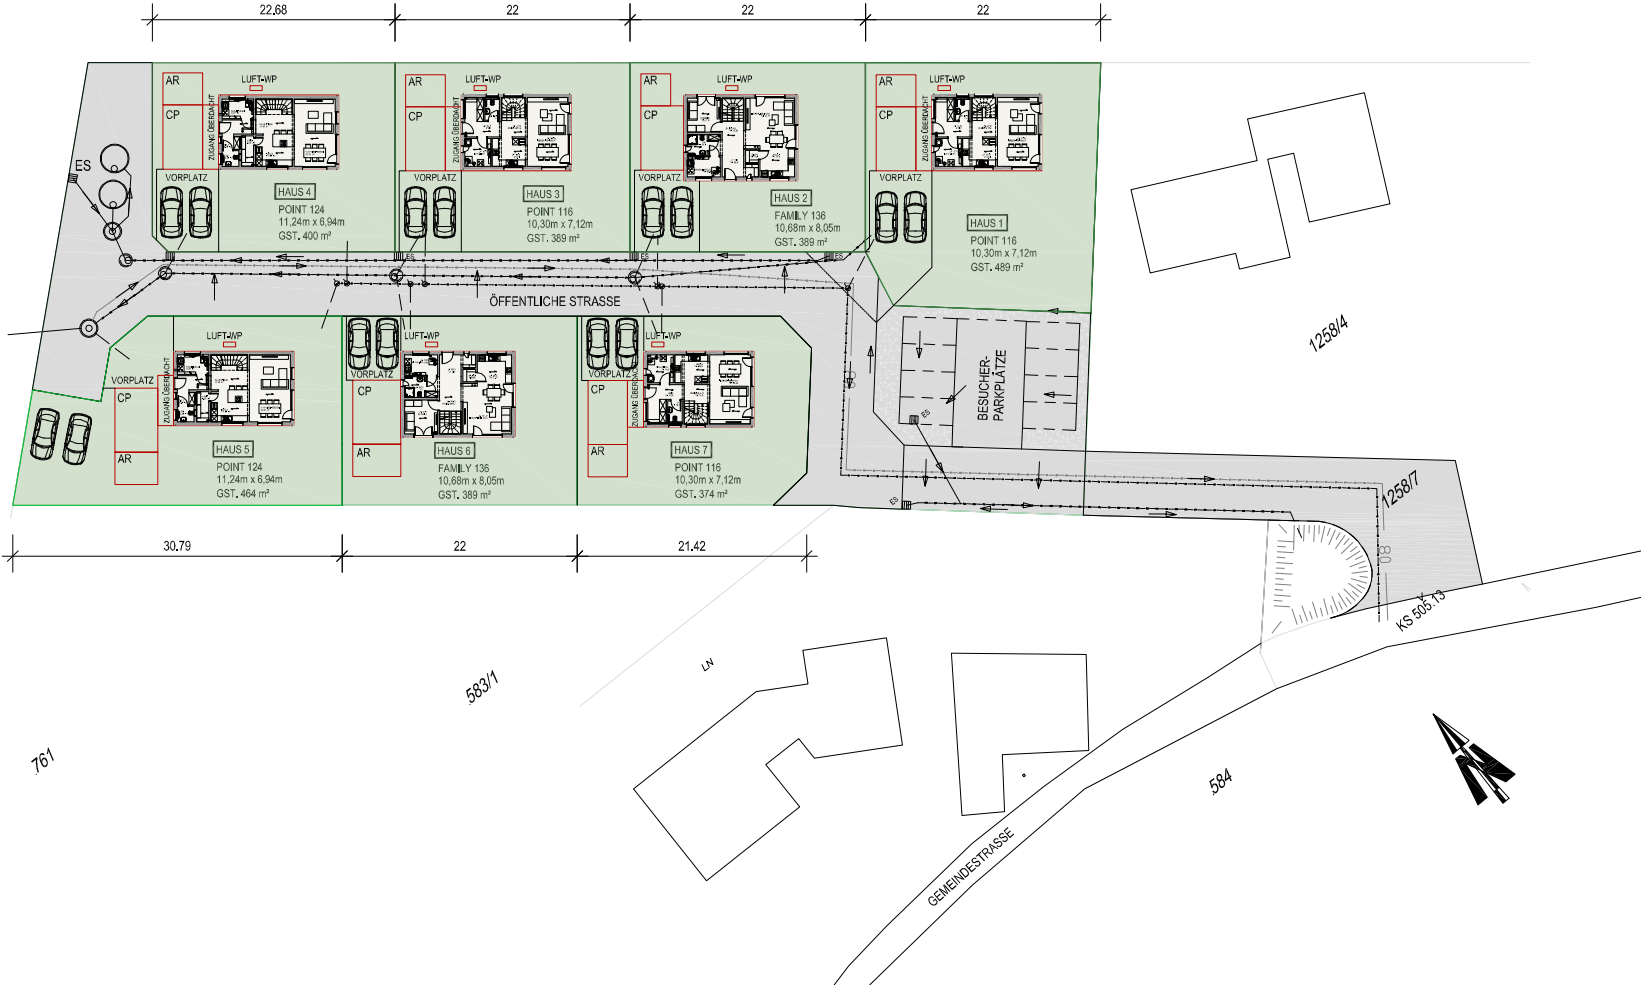 22.68
22
22
22
AR
CP
LUFT-WP
ZUGANG ÜBERDACHT
VORPLATZ
HAUS 4
POINT 124
11,24m x 6,94m
GST. 400 m²
AR
CP
LUFT-WP
ZUGANG ÜBERDACHT
VORPLATZ
HAUS 3
POINT 116
10,30m x 7,12m
GST. 389 m²
AR
CP
LUFT-WP
VORPLATZ
HAUS 2
FAMILY 136
10,68m x 8,05m
GST. 389 m²
AR
CP
LUFT-WP
ZUGANG ÜBERDACHT
VORPLATZ
HAUS 1
POINT 116
10,30m x 7,12m
GST. 489 m²
ES
ES
ES
ES
ÖFFENTLICHE STRASSE
LUFT-WP
VORPLATZ
CP
AR
ZUGANG ÜBERDACHT
HAUS 5
POINT 124
11,24m x 6,94m
GST. 464 m²
LUFT-WP
VORPLATZ
CP
AR
HAUS 6
FAMILY 136
10,68m x 8,05m
GST. 389 m²
LUFT-WP
VORPLATZ
CP
AR
ZUGANG ÜBERDACHT
HAUS 7
POINT 116
10,30m x 7,12m
GST. 374 m²
BESUCHER-
PARKPLÄTZE
ES
ES
80
1258/4
1258/7
KS 505.13
30.79
22
21.42
.583/1
LN
.761
.584
GEMEINDESTRASSE